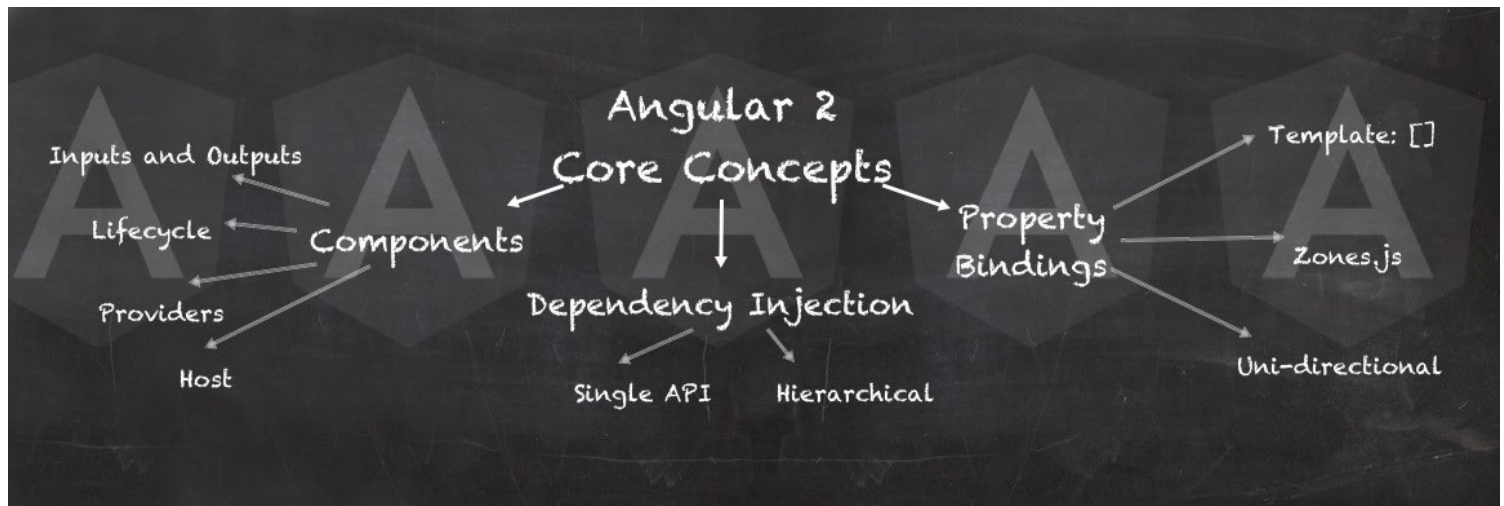 Angular 2
Core Concepts
Components
Inputs and Outputs
Lifecycle
Providers
Host
Dependency Injection
Single API
Hierarchical
Property
Bindings
Template: []
Zones.js
Uni-directional